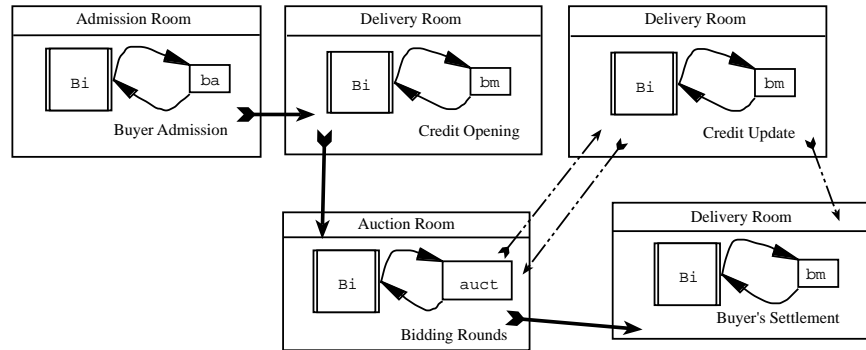 Admission Room
Bi
ba
Buyer Admission
Delivery Room
Bi
bm
Credit Opening
Delivery Room
Bi
bm
Credit Update
Auction Room
Bi
auct
Bidding Rounds
Delivery Room
Bi
bm
Buyer's Settlement